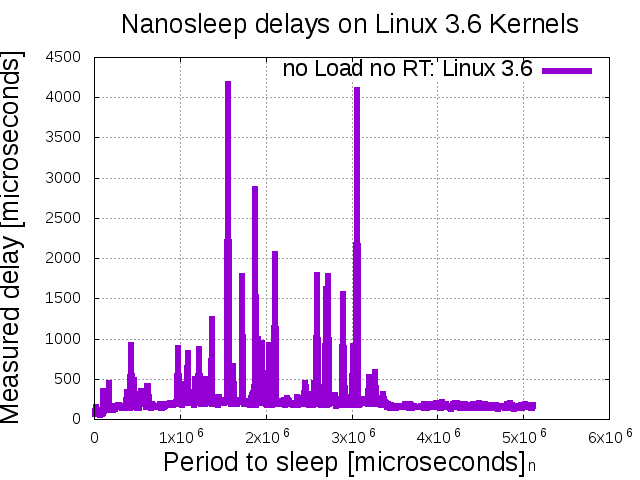 Nanosleep delays on Linux 3.6 Kernels
no Load no RT: Linux 3.6
Measured delay [microseconds]
4500
4000
3500
3000
2500
2000
1500
1000
500
0
0 1x10^6 2x10^6 3x10^6 4x10^6 5x10^6 6x10^6
Period to sleep [microseconds]n